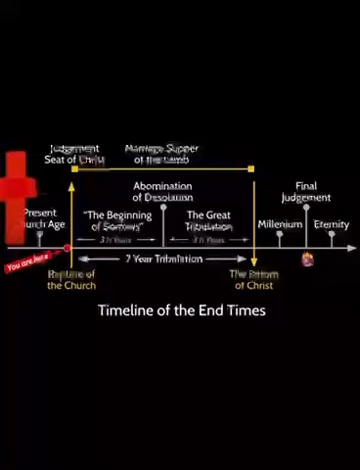 Judgement
Seat of Christ
Marriage Supper
of the Lamb
Abomination
of Desolation
Final
Judgement
Present
Church Age
"The Beginning
of Sorrows"
The Great
Tribulation
Millenium
Eternity
3 ½ Years
3 ½ Years
You are here
7 Year Tribulation
Rapture of
the Church
The Return
of Christ
Timeline of the End Times